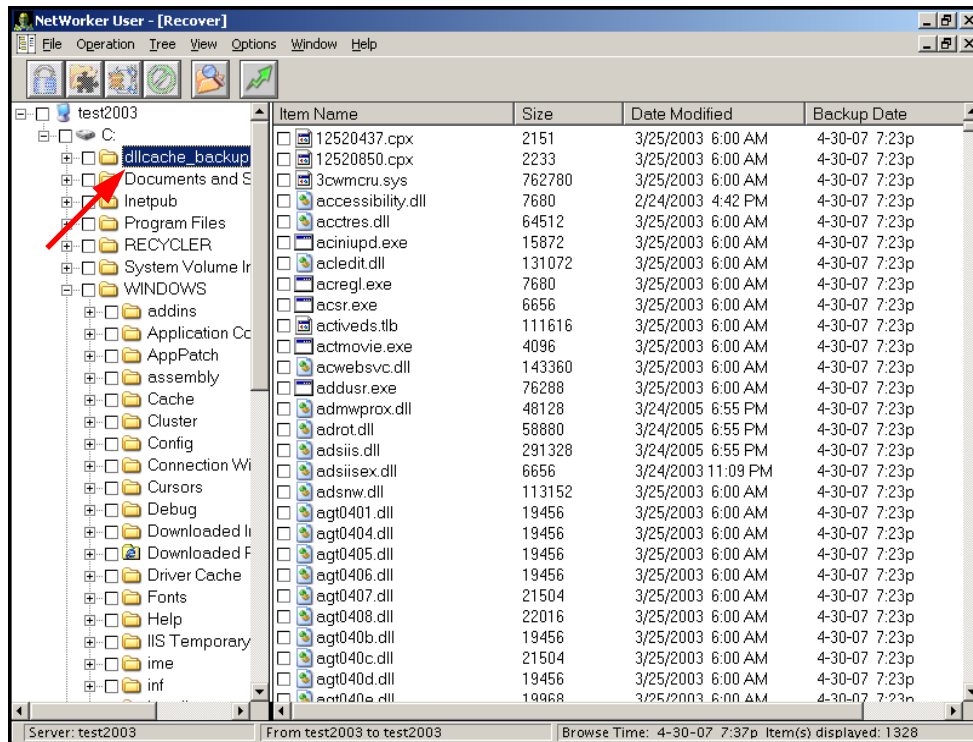 NetWorker User - [Recover]
File Operation Tree View Options Window Help
test2003
C:
dllcache_backup
Documents and S
Inetpub
Program Files
RECYCLER
System Volume Ir
WINDOWS
addins
Application Co
AppPatch
assembly
Cache
Cluster
Config
Connection Wi
Cursors
Debug
Downloaded I
Downloaded F
Driver Cache
Fonts
Help
IIS Temporary
ime
inf
Item Name Size Date Modified Backup Date
12520437.cpx 2151 3/25/2003 6:00 AM 4-30-07 7:23p
12520850.cpx 2233 3/25/2003 6:00 AM 4-30-07 7:23p
3cwmcru.sys 762780 3/25/2003 6:00 AM 4-30-07 7:23p
accessibility.dll 7680 2/24/2003 4:42 PM 4-30-07 7:23p
acctres.dll 64512 3/25/2003 6:00 AM 4-30-07 7:23p
aciniupd.exe 15872 3/25/2003 6:00 AM 4-30-07 7:23p
acledit.dll 131072 3/25/2003 6:00 AM 4-30-07 7:23p
acregl.exe 7680 3/25/2003 6:00 AM 4-30-07 7:23p
acsr.exe 6656 3/25/2003 6:00 AM 4-30-07 7:23p
activeds.tlb 111616 3/25/2003 6:00 AM 4-30-07 7:23p
actmovie.exe 4096 3/25/2003 6:00 AM 4-30-07 7:23p
acwebsvc.dll 143360 3/25/2003 6:00 AM 4-30-07 7:23p
addusr.exe 76288 3/25/2003 6:00 AM 4-30-07 7:23p
admwprox.dll 48128 3/24/2005 6:55 PM 4-30-07 7:23p
adrot.dll 58880 3/24/2005 6:55 PM 4-30-07 7:23p
adsiis.dll 291328 3/24/2005 6:55 PM 4-30-07 7:23p
adsiisex.dll 6656 3/24/2003 11:09 PM 4-30-07 7:23p
adsnw.dll 113152 3/25/2003 6:00 AM 4-30-07 7:23p
agt0401.dll 19456 3/25/2003 6:00 AM 4-30-07 7:23p
agt0404.dll 19456 3/25/2003 6:00 AM 4-30-07 7:23p
agt0405.dll 19456 3/25/2003 6:00 AM 4-30-07 7:23p
agt0406.dll 19456 3/25/2003 6:00 AM 4-30-07 7:23p
agt0407.dll 21504 3/25/2003 6:00 AM 4-30-07 7:23p
agt0408.dll 22016 3/25/2003 6:00 AM 4-30-07 7:23p
agt040b.dll 19456 3/25/2003 6:00 AM 4-30-07 7:23p
agt040c.dll 21504 3/25/2003 6:00 AM 4-30-07 7:23p
agt040d.dll 19456 3/25/2003 6:00 AM 4-30-07 7:23p
agt040e.dll 19968 3/25/2003 6:00 AM 4-30-07 7:23p
Server: test2003 From test2003 to test2003 Browse Time: 4-30-07 7:37p Item(s) displayed: 1328